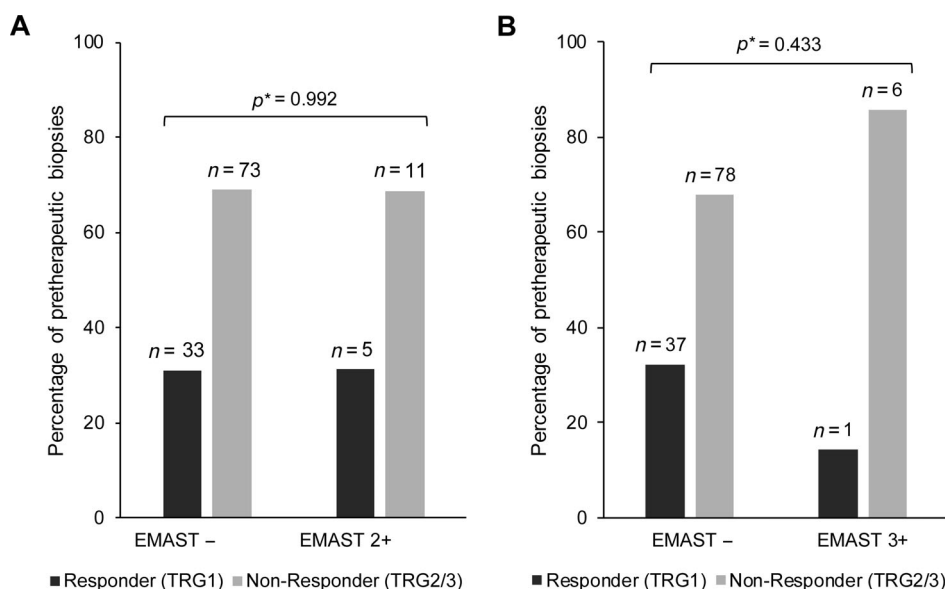 A
Percentage of pretherapeutic biopsies
100
80
60
40
20
0
p* = 0.992
n = 73
n = 11
n = 33
n = 5
EMAST –
EMAST 2+
Responder (TRG1)
Non-Responder (TRG2/3)
B
Percentage of pretherapeutic biopsies
100
80
60
40
20
0
p* = 0.433
n = 6
n = 78
n = 37
n = 1
EMAST –
EMAST 3+
Responder (TRG1)
Non-Responder (TRG2/3)